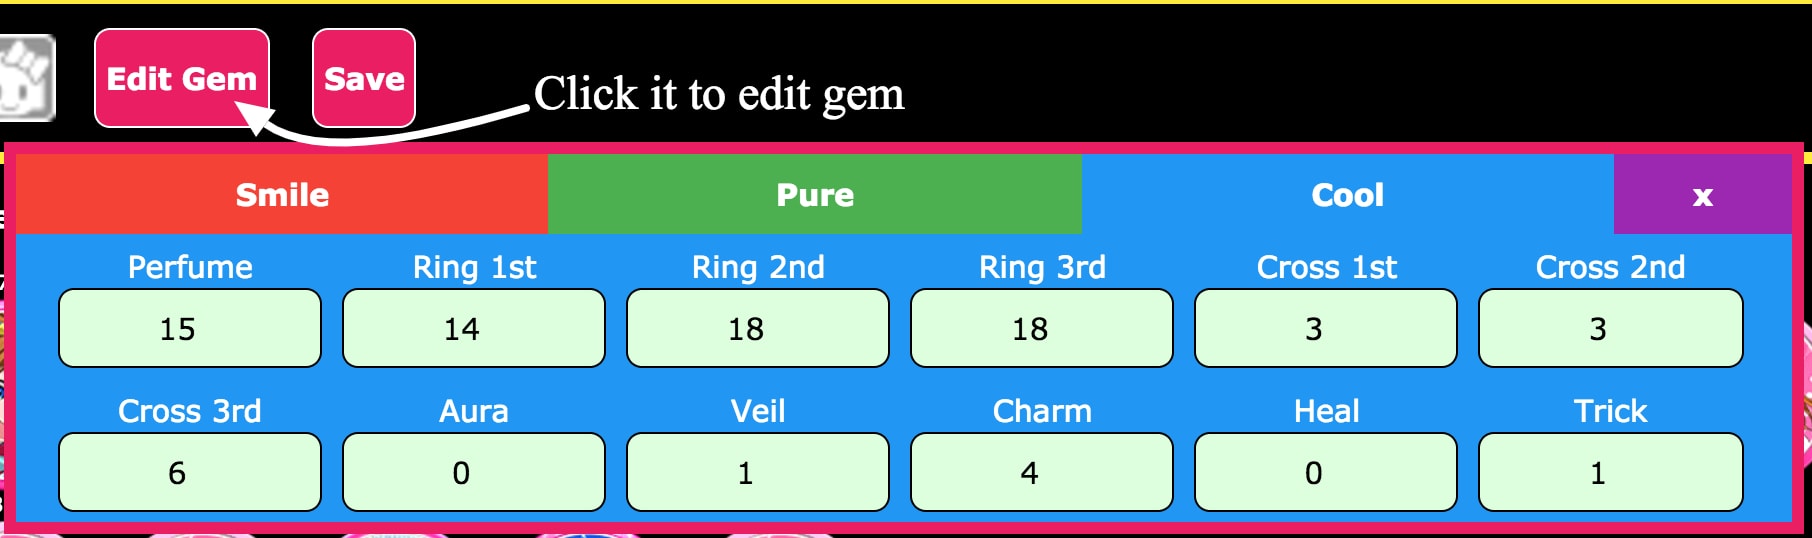 Edit Gem
Save
Click it to edit gem
Smile
Pure
Cool
x
Perfume
Ring 1st
Ring 2nd
Ring 3rd
Cross 1st
Cross 2nd
15
14
18
18
3
3
Cross 3rd
Aura
Veil
Charm
Heal
Trick
6
0
1
4
0
1